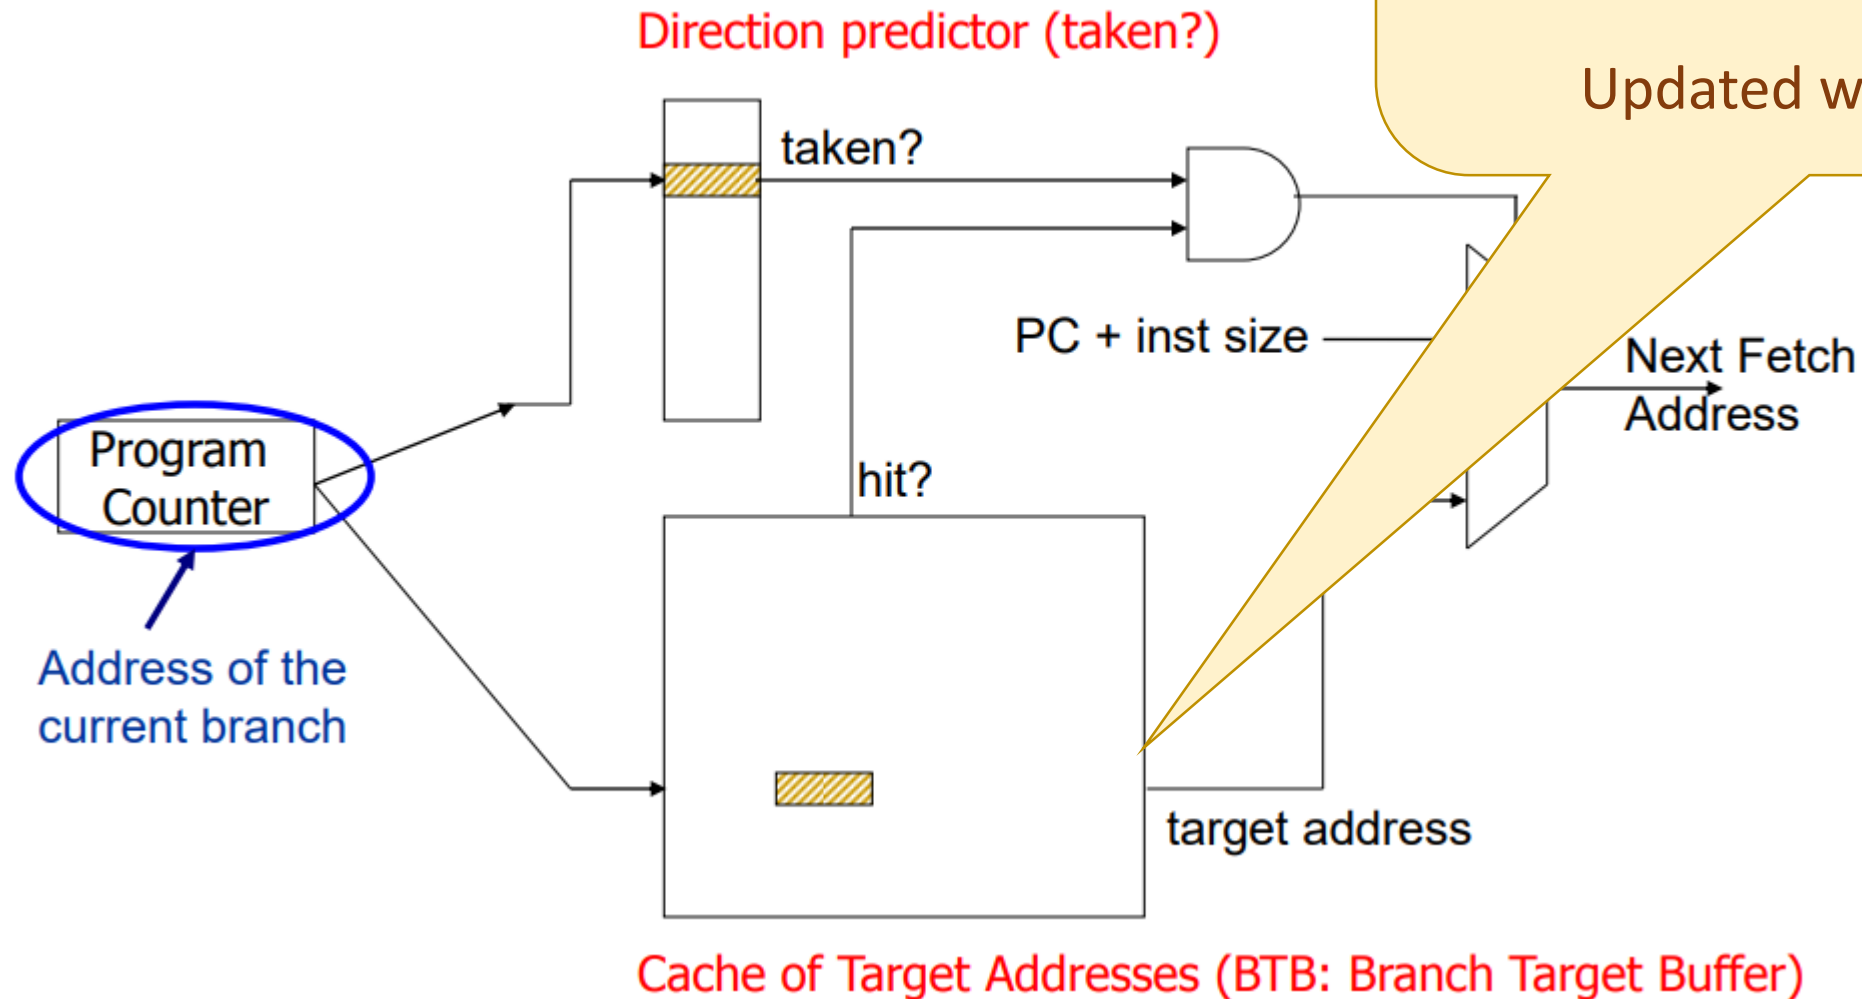 Direction predictor (taken?)
Updated
taken?
PC + inst size
Next Fetch
Address
Program
Counter
hit?
Address of the
current branch
target address
Cache of Target Addresses (BTB: Branch Target Buffer)